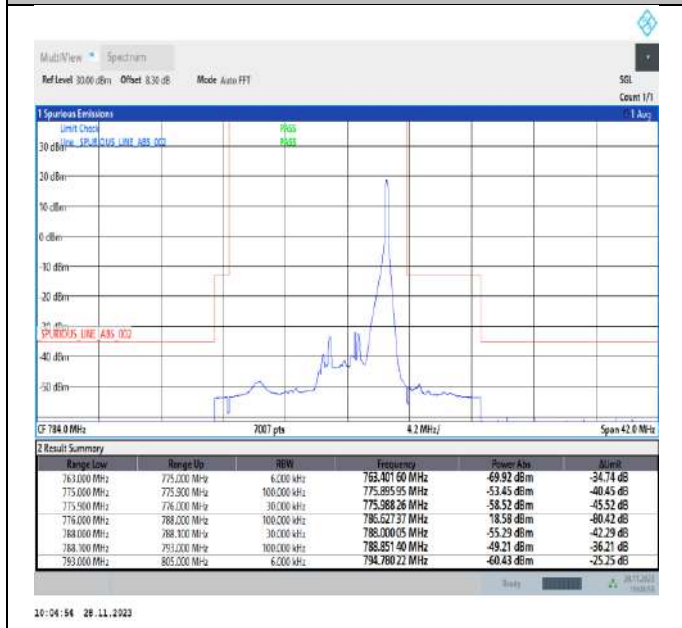 MultiView Spectrum
Ref Level 30.00 dBm Offset 8.30 dB Mode Auto FFT SGL
Count 1/1
1 Spurious Emissions 1 Avg
Limit Check PASS
Line SPURIOUS_LINE_ABS_002 PASS
30 dBm
20 dBm
10 dBm
0 dBm
-10 dBm
-20 dBm
SPURIOUS_LINE_ABS_002
-40 dBm
-50 dBm
CF 784.0 MHz 7007 pts 4.2 MHz/ Span 42.0 MHz
2 Result Summary
Range Low Range Up RBW Frequency Power Abs ΔLimit
763.000 MHz 775.000 MHz 6.000 kHz 763.401 60 MHz -69.92 dBm -34.74 dB
775.000 MHz 775.900 MHz 100.000 kHz 775.895 95 MHz -53.45 dBm -40.45 dB
775.900 MHz 776.000 MHz 30.000 kHz 775.988 26 MHz -58.52 dBm -45.52 dB
776.000 MHz 788.000 MHz 100.000 kHz 786.627 37 MHz 18.58 dBm -80.42 dB
788.000 MHz 788.100 MHz 30.000 kHz 788.000 05 MHz -55.29 dBm -42.29 dB
788.100 MHz 793.000 MHz 100.000 kHz 788.851 40 MHz -49.21 dBm -36.21 dB
793.000 MHz 805.000 MHz 6.000 kHz 794.780 22 MHz -60.43 dBm -25.25 dB
Ready 28.11.2023
10:04:54 28.11.2023